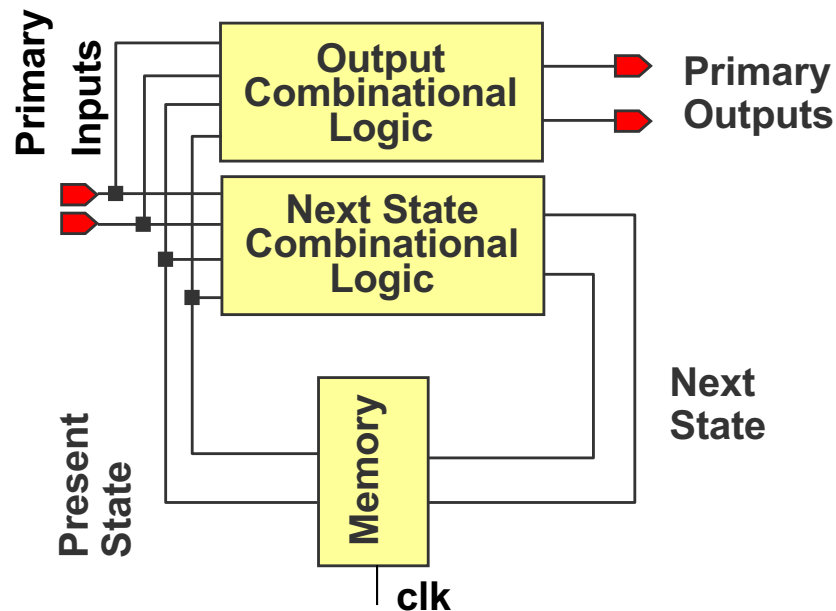 Primary
Inputs
Output
Combinational
Logic
Primary
Outputs
Next State
Combinational
Logic
Next
State
Present
State
Memory
clk